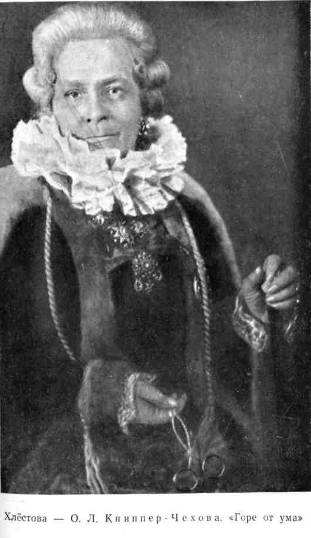 Хлёстова — О. Л. Книппер-Чехова. «Горе от ума»